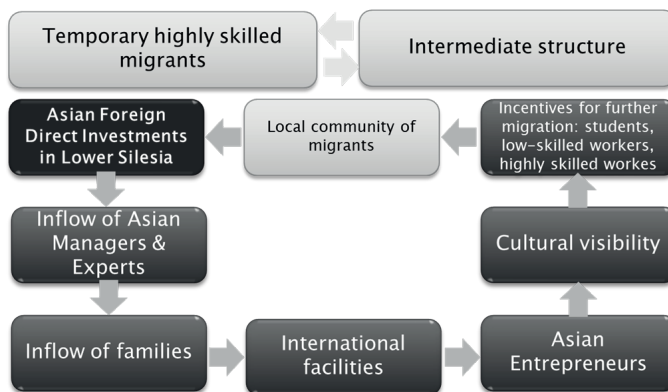 Temporary highly skilled
migrants
Intermediate structure
Asian Foreign
Direct Investments
in Lower Silesia
Local community of
migrants
Incentives for further
migration: students,
low-skilled workers,
highly skilled workes
Inflow of Asian
Managers &
Experts
Cultural visibility
Inflow of families
International
facilities
Asian
Entrepreneurs